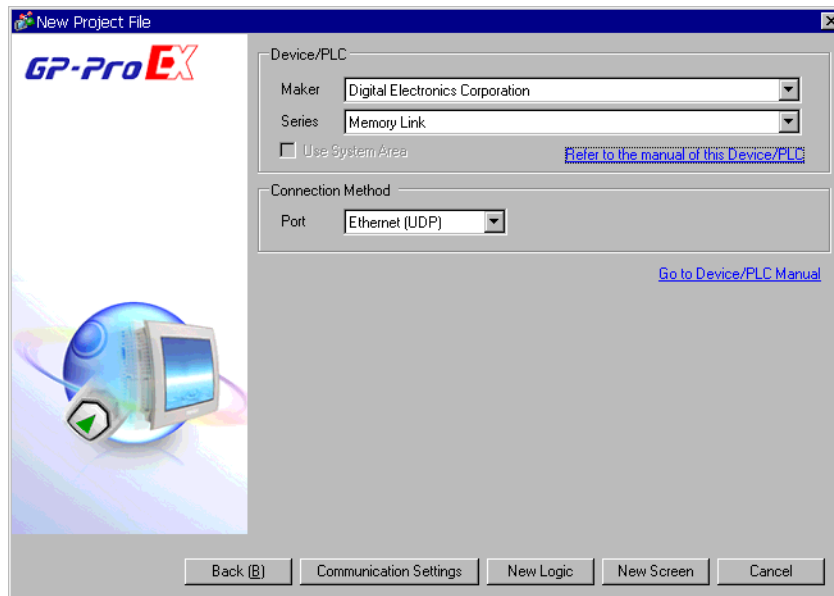 New Project File
GP-Pro EX
Device/PLC
Maker Digital Electronics Corporation
Series Memory Link
Use System Area Refer to the manual of this Device/PLC
Connection Method
Port Ethernet (UDP)
Go to Device/PLC Manual
Back (B) Communication Settings New Logic New Screen Cancel